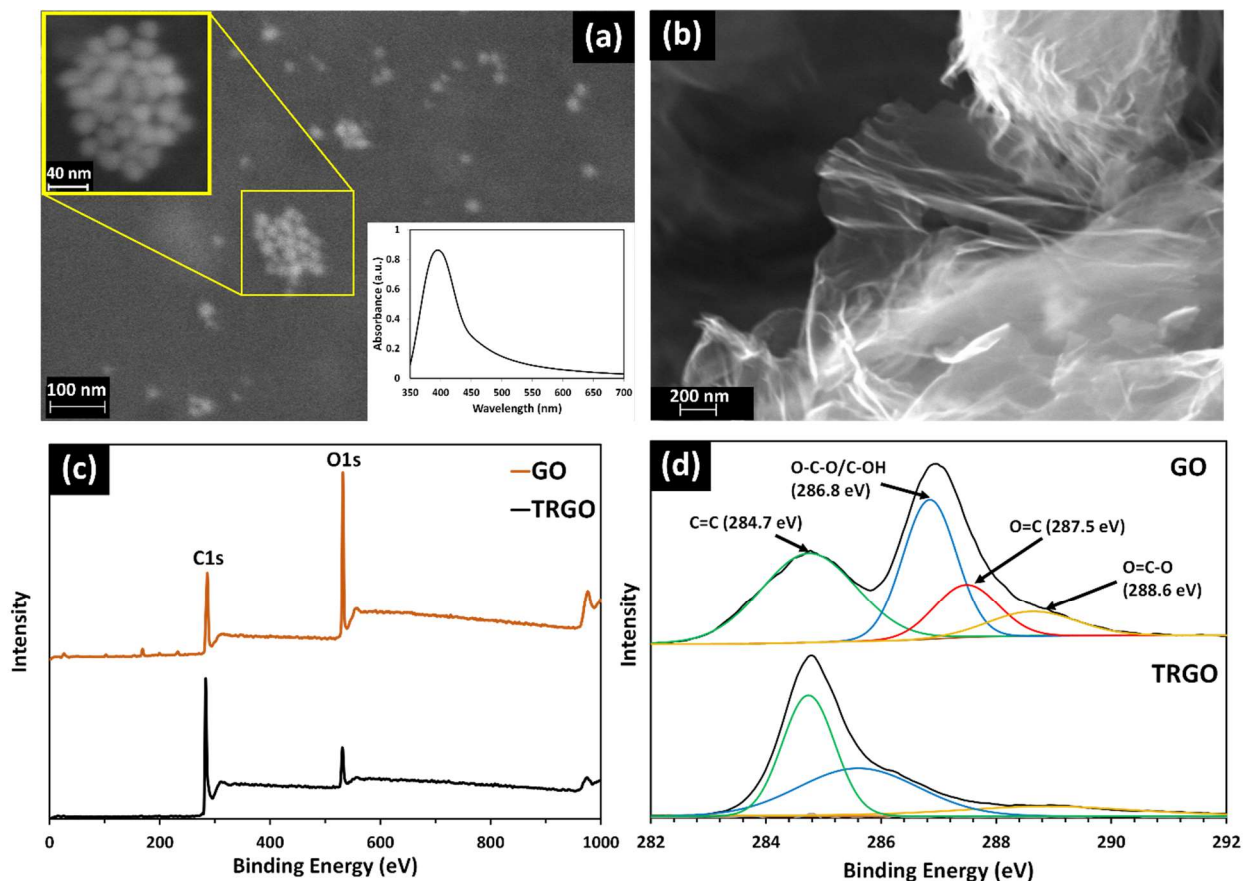 (a)
40 nm
100 nm
Absorbance (a.u.)
1
0.8
0.6
0.4
0.2
0
350 400 450 500 550 600 650 700
Wavelength (nm)
(b)
200 nm
(c)
O1s
GO
TRGO
C1s
Intensity
0 200 400 600 800 1000
Binding Energy (eV)
(d)
GO
O-C-O/C-OH
(286.8 eV)
C=C (284.7 eV)
O=C (287.5 eV)
O=C-O
(288.6 eV)
TRGO
Intensity
282 284 286 288 290 292
Binding Energy (eV)